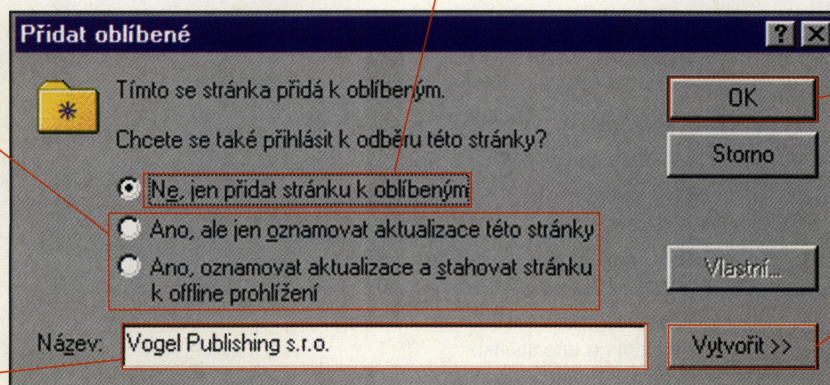 Přidat oblíbené
Tímto se stránka přidá k oblíbeným.
Chcete se také přihlásit k odběru této stránky?
Ne, jen přidat stránku k oblíbeným
Ano, ale jen oznamovat aktualizace této stránky
Ano, oznamovat aktualizace a stahovat stránku
k offline prohlížení
Název: Vogel Publishing s.r.o.
OK
Storno
Vlastní...
Vytvořit >>